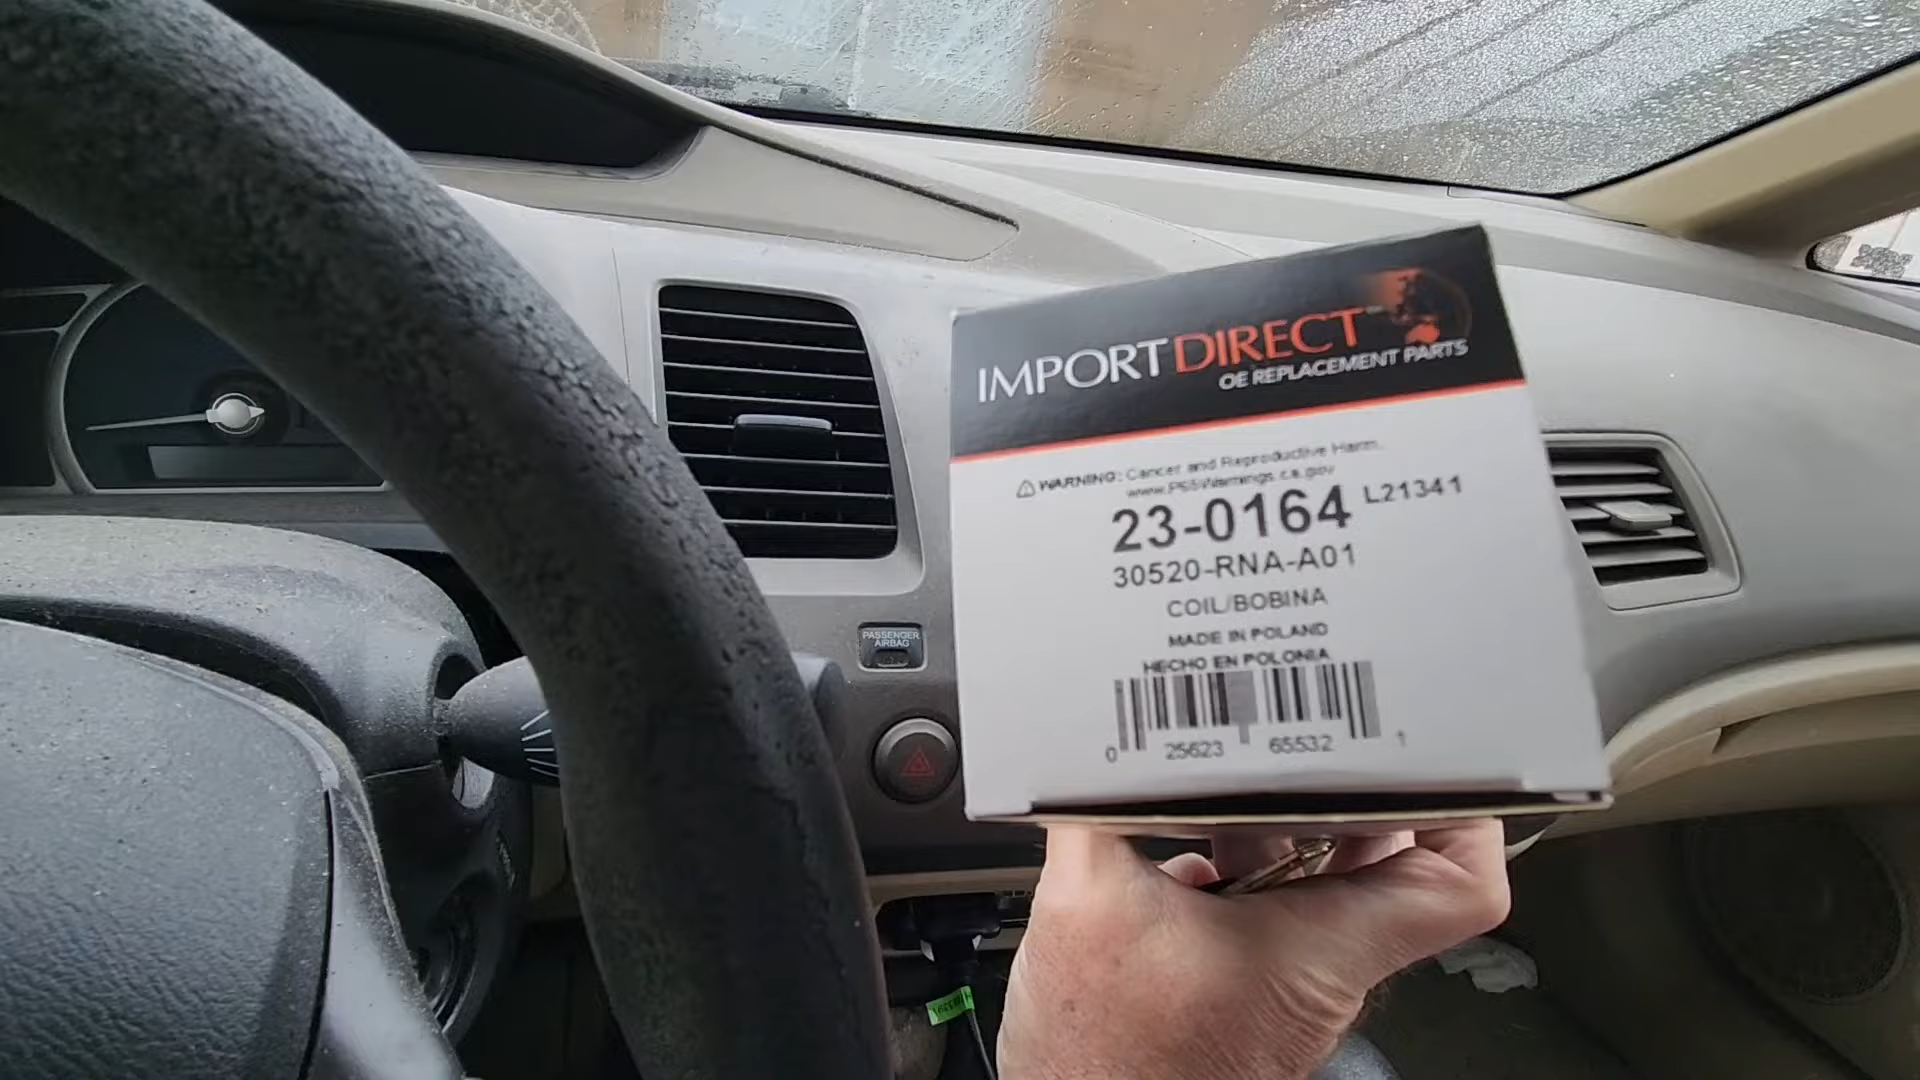 IMPORT DIRECT
OE REPLACEMENT PARTS
WARNING: Cancer and Reproductive Harm.
www.P65Warnings.ca.gov
23-0164 L21341
30520-RNA-A01
COIL/BOBINA
MADE IN POLAND
HECHO EN POLONIA
0 25623 65532 1
PASSENGER
AIRBAG